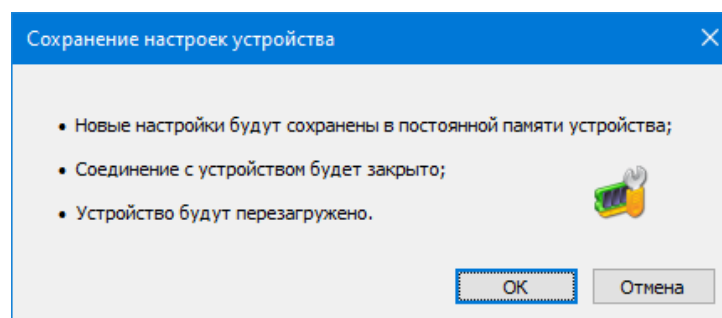 Сохранение настроек устройства
• Новые настройки будут сохранены в постоянной памяти устройства;
• Соединение с устройством будет закрыто;
• Устройство будут перезагружено.
OK
Отмена